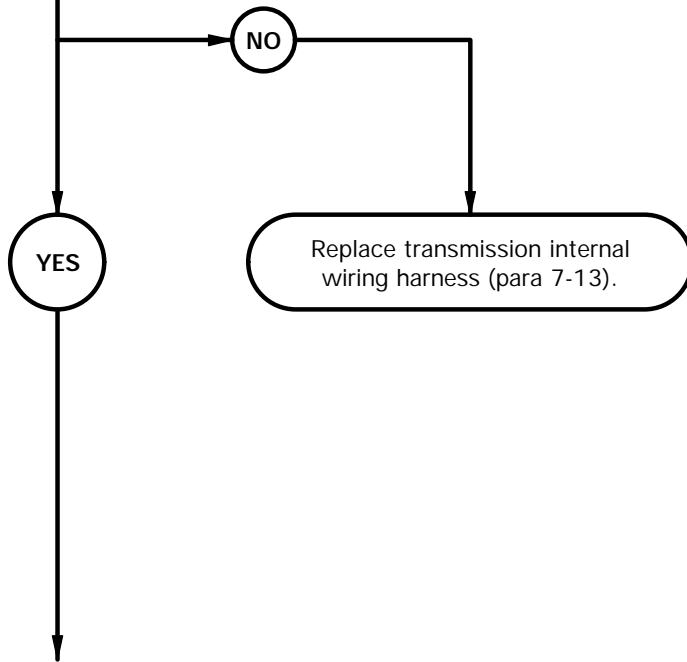 NO
YES
Replace transmission internal
wiring harness (para 7-13).